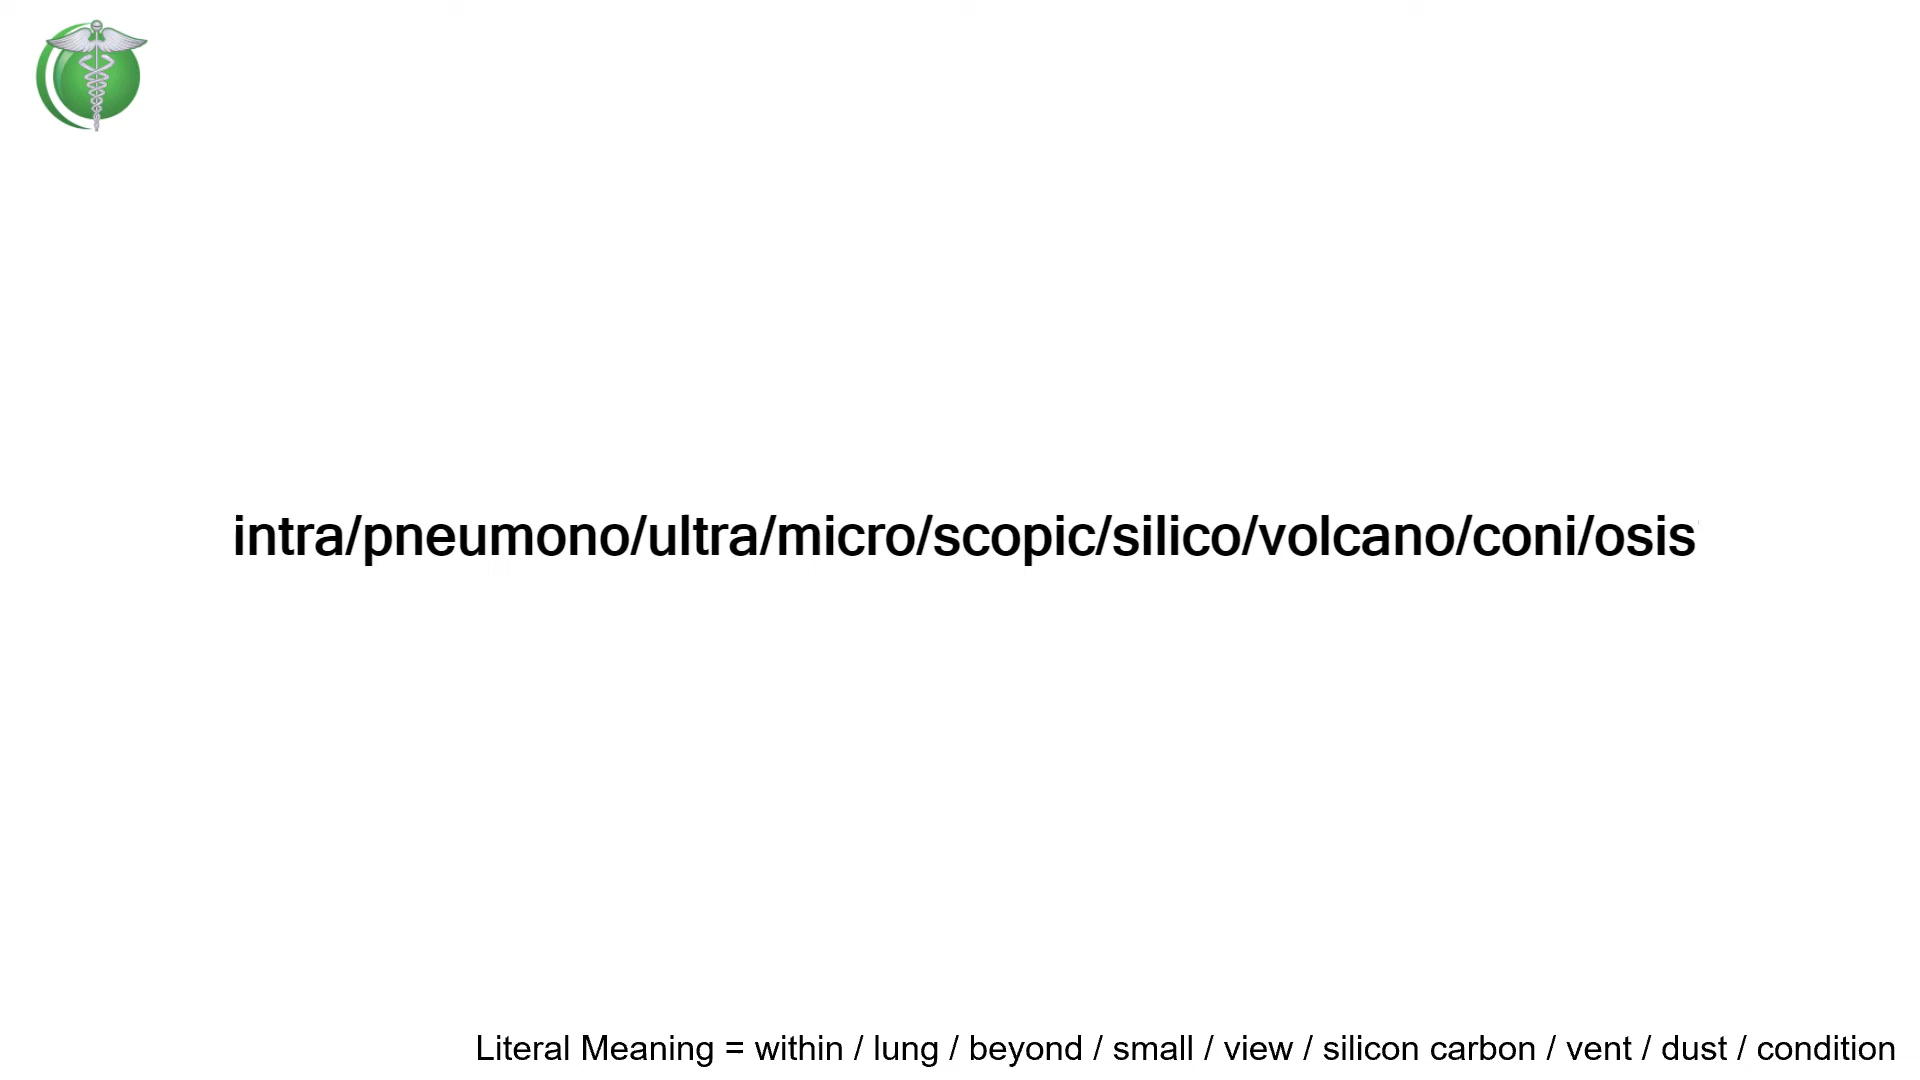 intra/pneumono/ultra/micro/scopic/silico/volcano/coni/osis
Literal Meaning = within / lung / beyond / small / view / silicon carbon / vent / dust / condition